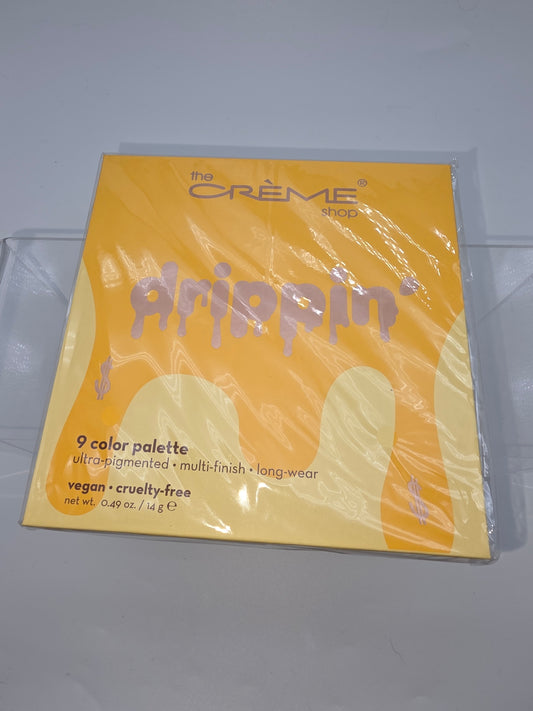 the
CRÈME®
shop
drippin'
9 color palette
ultra-pigmented • multi-finish • long-wear
vegan • cruelty-free
net wt. 0.49 oz. / 14 g ℮